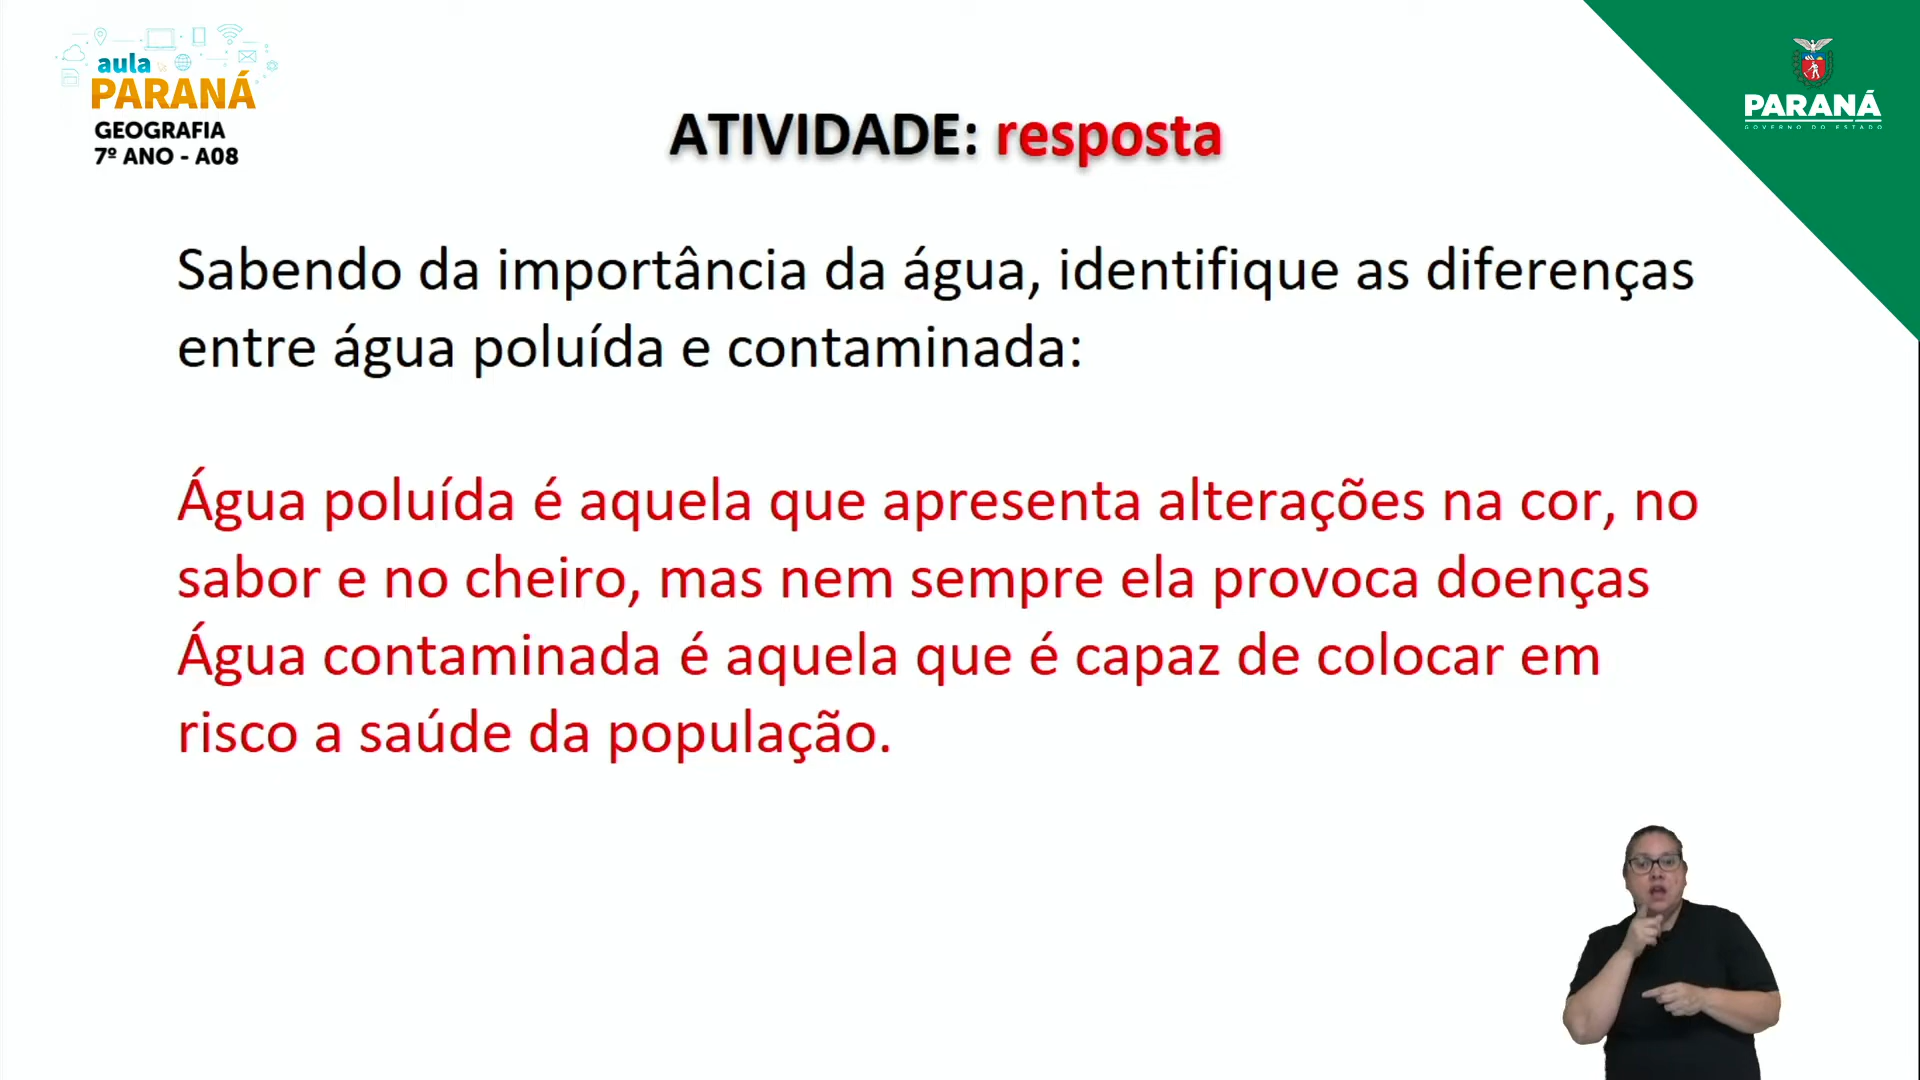 aula
PARANÁ
GEOGRAFIA
7º ANO - A08
PARANÁ
GOVERNO DO ESTADO
ATIVIDADE: resposta
Sabendo da importância da água, identifique as diferenças
entre água poluída e contaminada:
Água poluída é aquela que apresenta alterações na cor, no
sabor e no cheiro, mas nem sempre ela provoca doenças
Água contaminada é aquela que é capaz de colocar em
risco a saúde da população.